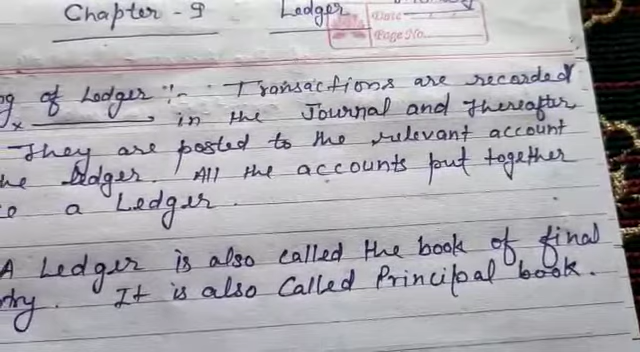 Chapter - 9 Ledger
Date
Page No.
of Ledger :- Transactions are recorded
in the Journal and thereafter
They are posted to the relevant account
he Ledger. All the accounts put together
a Ledger.
A Ledger is also called the book of final
try. It is also Called Principal book.